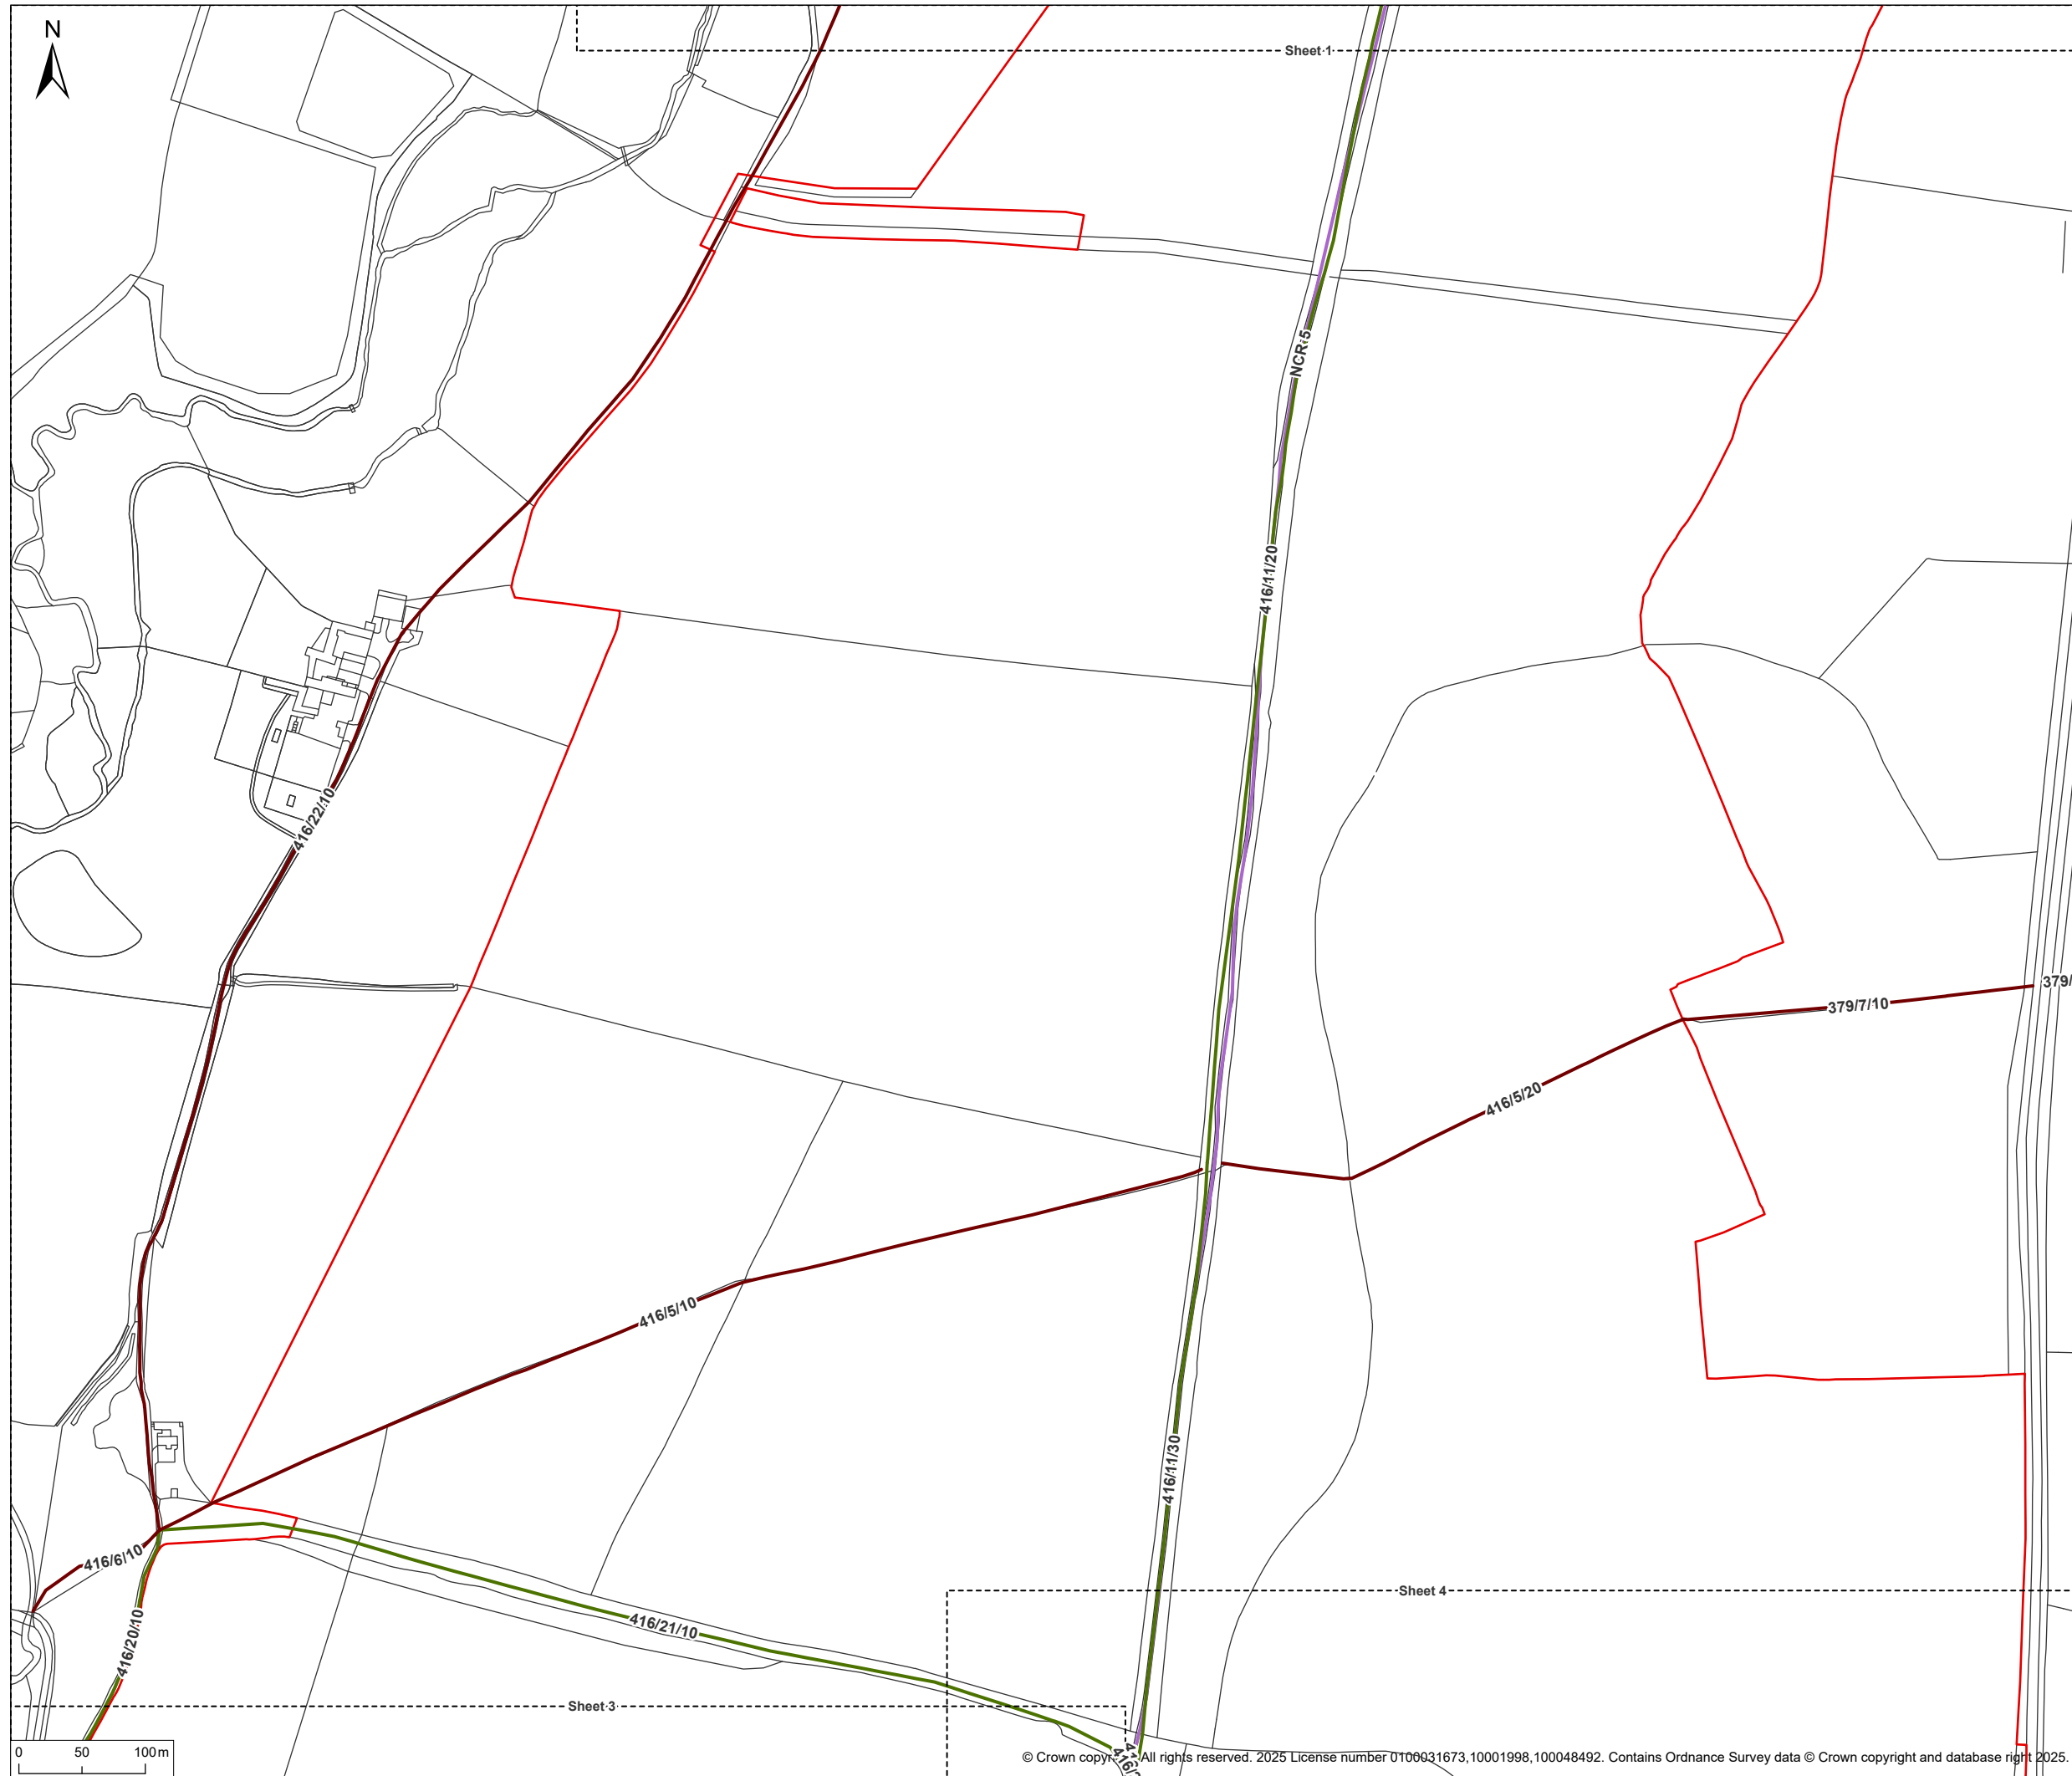 N
Sheet 1
NCR 5
416/11/20
416/22/10
379/
379/7/10
416/5/20
416/5/10
416/11/30
416/6/10
Sheet 4
416/21/10
416/20/10
Sheet 3
0 50 100 m
© Crown copyr All rights reserved. 2025 License number 0100031673,10001998,100048492. Contains Ordnance Survey data © Crown copyright and database right 2025.